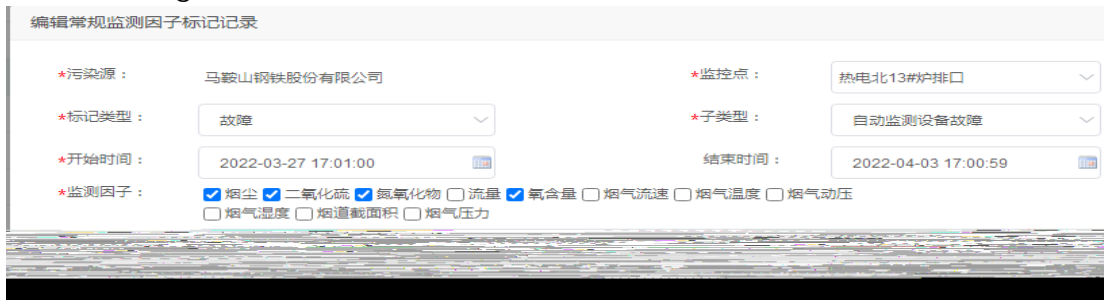 编辑常规监测因子标记记录
*污染源： 马鞍山钢铁股份有限公司 *监控点： 热电北13#炉排口
*标记类型： 故障 *子类型： 自动监测设备故障
*开始时间： 2022-03-27 17:01:00 结束时间： 2022-04-03 17:00:59
*监测因子： 烟尘 二氧化硫 氮氧化物 流量 氧含量 烟气流速 烟气温度 烟气动压
烟气湿度 烟道截面积 烟气压力